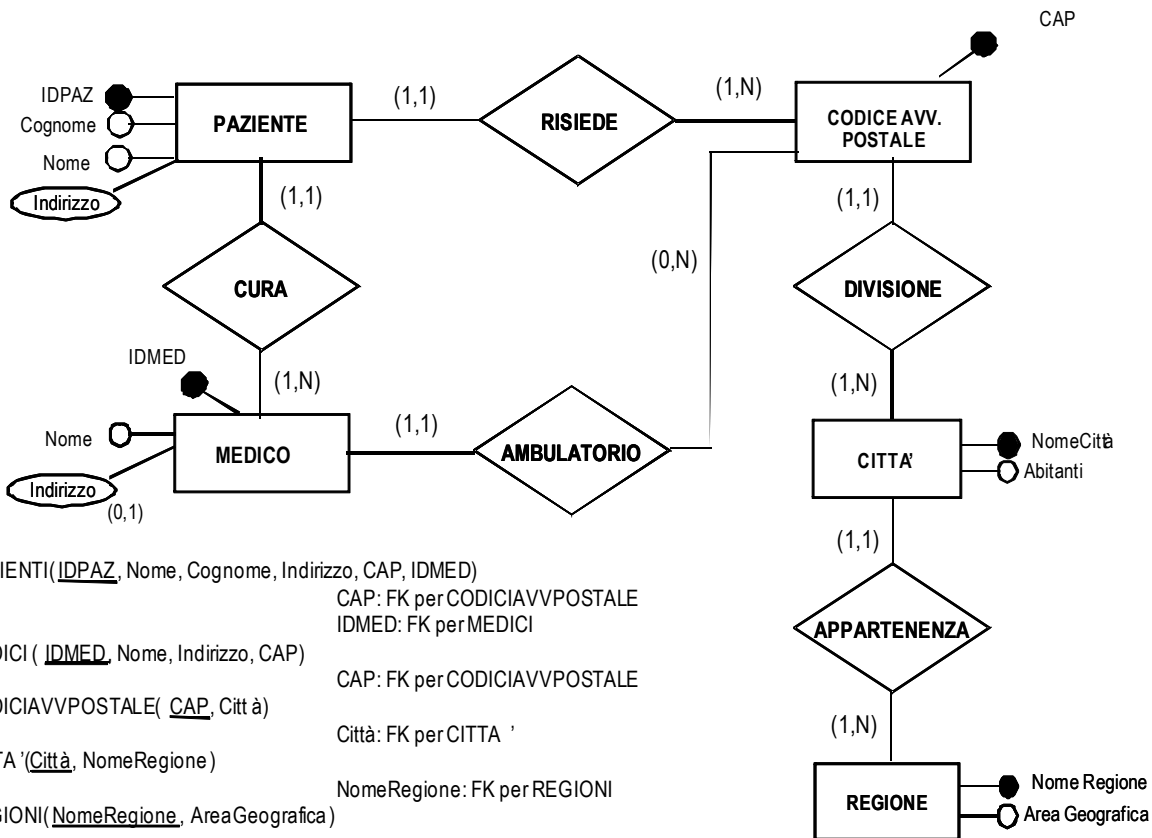 CAP
IDPAZ
Cognome
Nome
Indirizzo
PAZIENTE
(1,1)
RISIEDE
(1,N)
CODICE AVV.
POSTALE
(1,1)
(1,1)
(0,N)
CURA
DIVISIONE
IDMED
(1,N)
(1,N)
Nome
Indirizzo
(0,1)
MEDICO
(1,1)
AMBULATORIO
CITTA'
NomeCittà
Abitanti
(1,1)
APPARTENENZA
(1,N)
REGIONE
Nome Regione
Area Geografica
IENTI(IDPAZ, Nome, Cognome, Indirizzo, CAP, IDMED)
CAP: FK per CODICIAVVPOSTALE
IDMED: FK per MEDICI
DICI ( IDMED, Nome, Indirizzo, CAP)
CAP: FK per CODICIAVVPOSTALE
DICIAVVPOSTALE( CAP, Citt à)
Città: FK per CITTA '
TA '(Città, NomeRegione)
NomeRegione: FK per REGIONI
GIONI(NomeRegione, AreaGeografica)